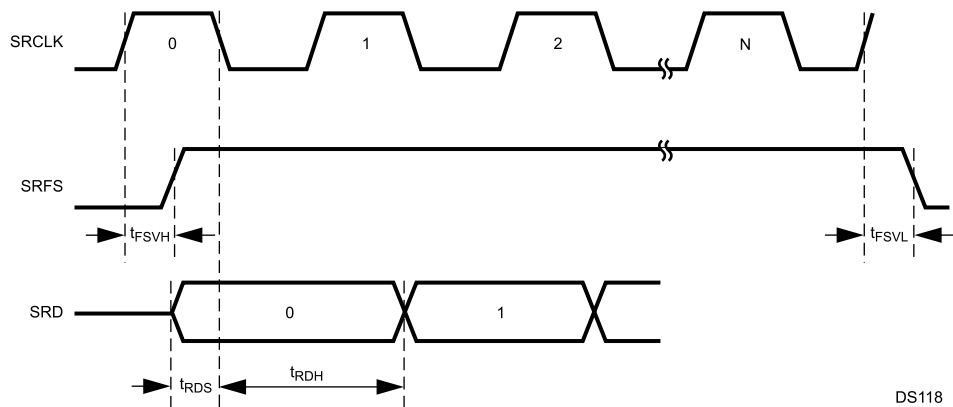 SRCLK 0 1 2 N
SRFS
tFSVH tFSVL
SRD 0 1
tRDS tRDH
DS118